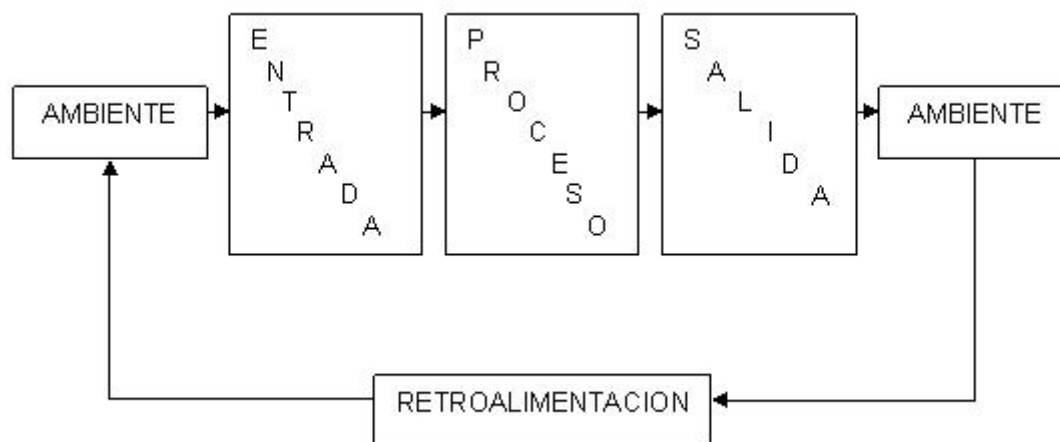 AMBIENTE
ENTRADA
PROCESO
SALIDA
AMBIENTE
RETROALIMENTACION